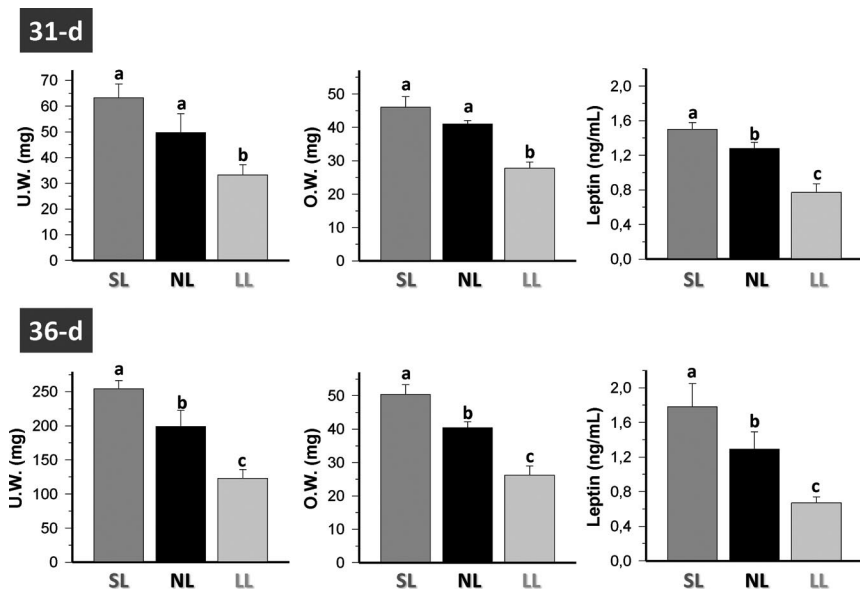 31-d
U.W. (mg)
70
60
50
40
30
20
10
0
a
a
b
SL NL LL
O.W. (mg)
50
40
30
20
10
0
a
a
b
SL NL LL
Leptin (ng/mL)
2,0
1,6
1,2
0,8
0,4
0,0
a
b
c
SL NL LL
36-d
U.W. (mg)
250
200
150
100
50
0
a
b
c
SL NL LL
O.W. (mg)
50
40
30
20
10
0
a
b
c
SL NL LL
Leptin (ng/mL)
2,0
1,6
1,2
0,8
0,4
0,0
a
b
c
SL NL LL